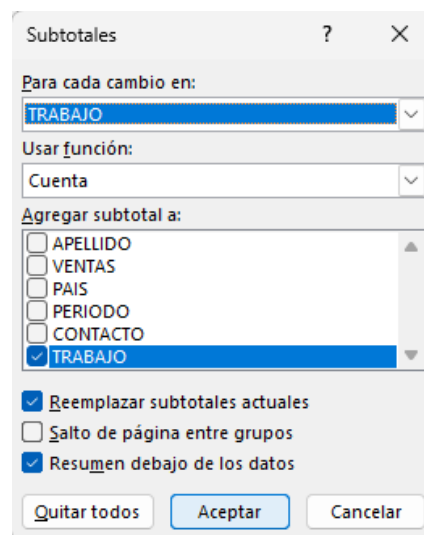 Subtotales ?
Para cada cambio en:
TRABAJO
Usar función:
Cuenta
Agregar subtotal a:
APELLIDO
VENTAS
PAIS
PERIODO
CONTACTO
TRABAJO
Reemplazar subtotales actuales
Salto de página entre grupos
Resumen debajo de los datos
Quitar todos Aceptar Cancelar